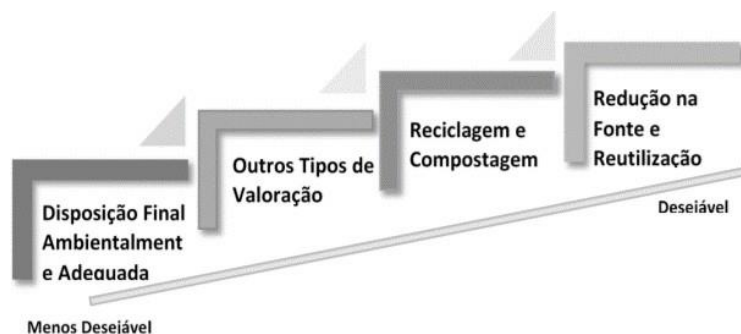 Disposição Final
Ambientalment
e Adequada
Outros Tipos de
Valoração
Reciclagem e
Compostagem
Redução na
Fonte e
Reutilização
Desejável
Menos Desejável